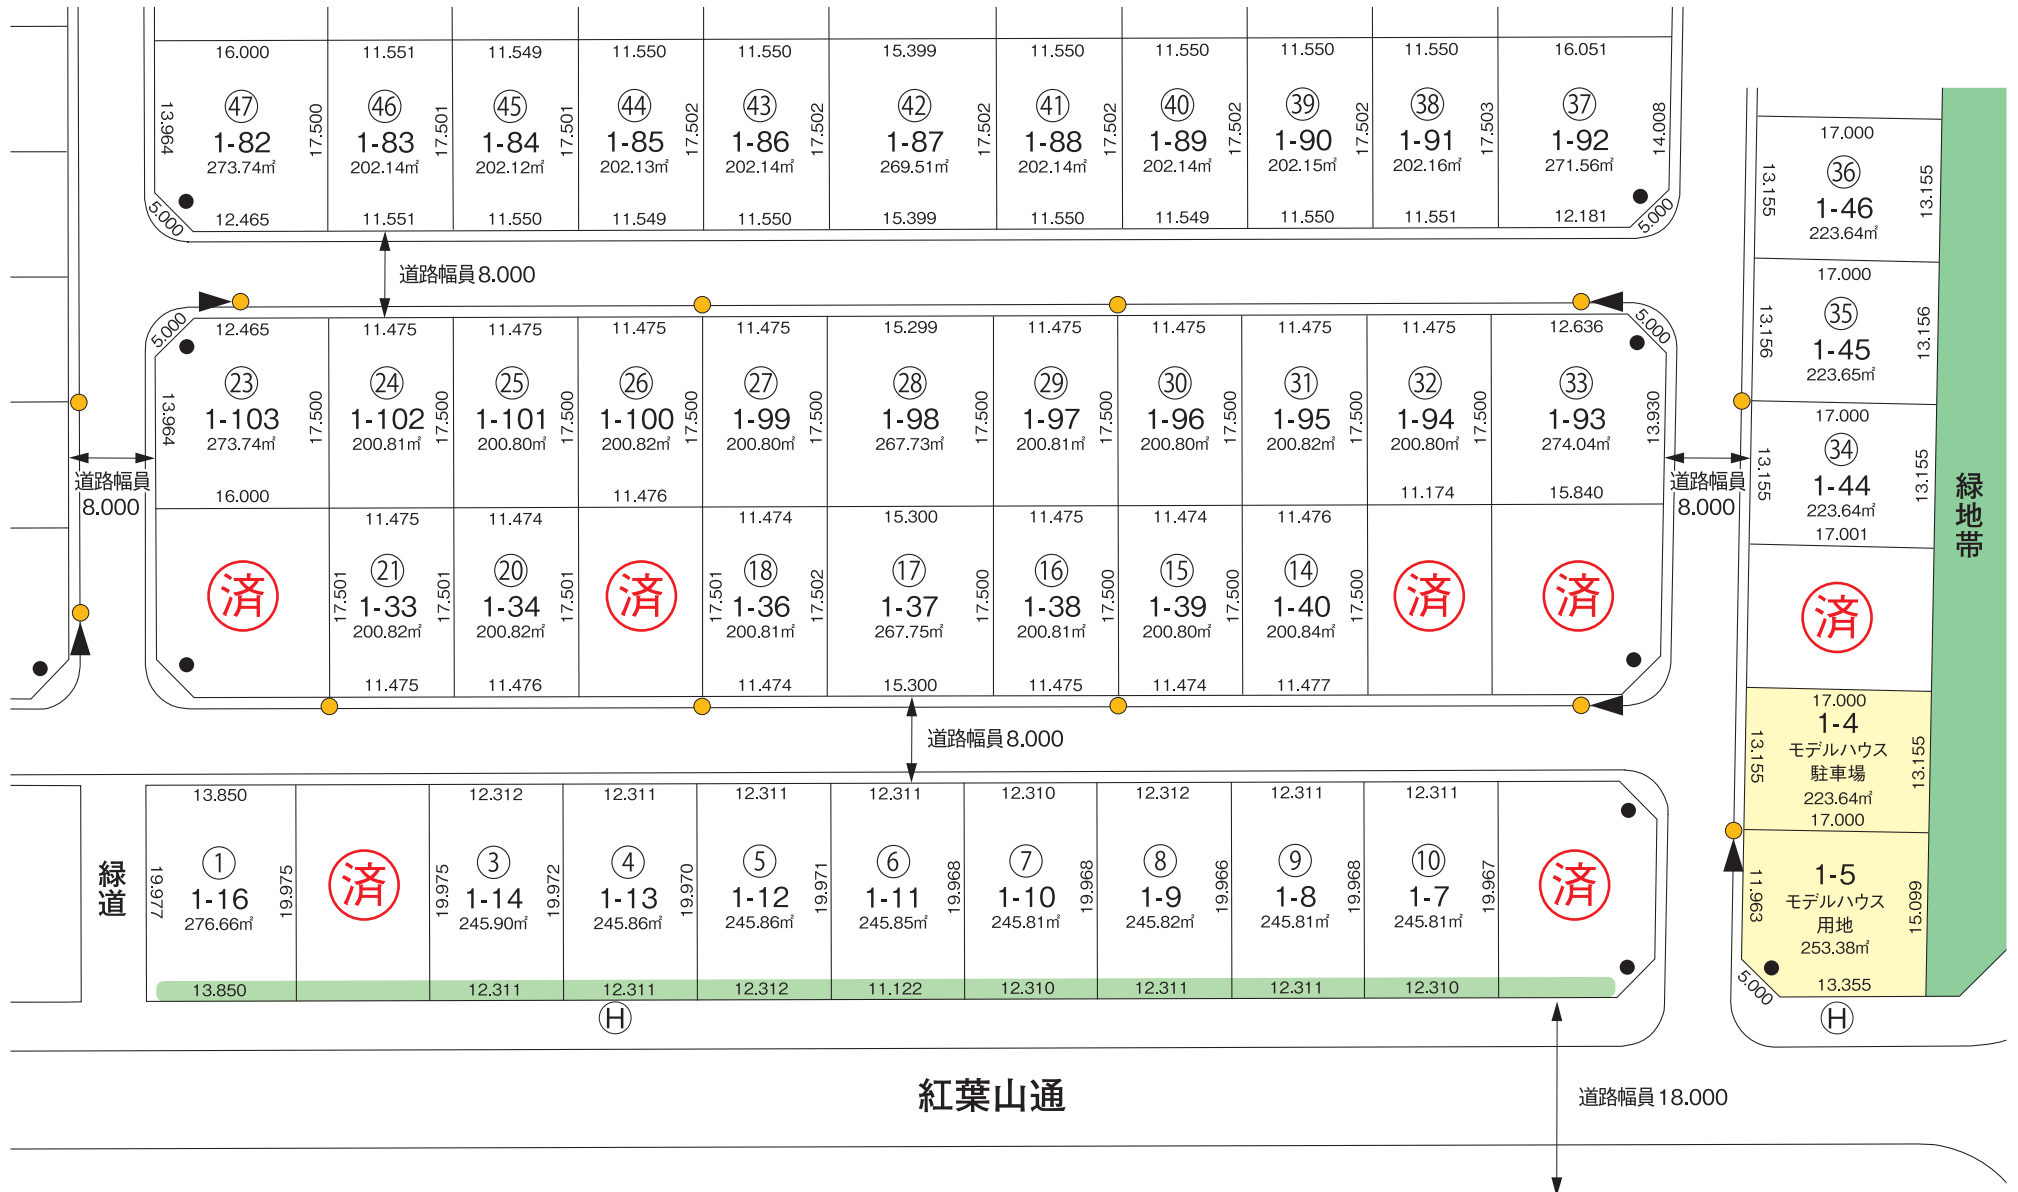 16.000 11.551 11.549 11.550 11.550 15.399 11.550 11.550 11.550 11.550 16.051
㊼ ㊻ ㊺ ㊹ ㊸ ㊷ ㊶ ㊵ ㊴ ㊳ ㊲
13.964 17.500 17.501 17.501 17.502 17.502 17.502 17.502 17.502 17.502 17.503 14.008
1-82 1-83 1-84 1-85 1-86 1-87 1-88 1-89 1-90 1-91 1-92
273.74㎡ 202.14㎡ 202.12㎡ 202.13㎡ 202.14㎡ 269.51㎡ 202.14㎡ 202.14㎡ 202.15㎡ 202.16㎡ 271.56㎡
5.000 12.465 11.551 11.550 11.549 11.550 15.399 11.550 11.549 11.550 11.551 12.181 5.000
道路幅員8.000
5.000 12.465 11.475 11.475 11.475 11.475 15.299 11.475 11.475 11.475 11.475 12.636 5.000
㉓ ㉔ ㉕ ㉖ ㉗ ㉘ ㉙ ㉚ ㉛ ㉜ ㉝
13.964 17.500 17.500 17.500 17.500 17.500 17.500 17.500 17.500 17.500 17.500 13.930
1-103 1-102 1-101 1-100 1-99 1-98 1-97 1-96 1-95 1-94 1-93
273.74㎡ 200.81㎡ 200.80㎡ 200.82㎡ 200.80㎡ 267.73㎡ 200.81㎡ 200.80㎡ 200.82㎡ 200.80㎡ 274.04㎡
16.000 11.476 11.174 15.840
道路幅員
8.000
道路幅員
8.000
11.475 11.474 11.474 15.300 11.475 11.474 11.476
済 ㉑ ⑳ 済 ⑱ ⑰ ⑯ ⑮ ⑭ 済 済
17.501 17.501 17.501 17.501 17.502 17.500 17.500 17.500 17.500
1-33 1-34 1-36 1-37 1-38 1-39 1-40
200.82㎡ 200.82㎡ 200.81㎡ 267.75㎡ 200.81㎡ 200.80㎡ 200.84㎡
11.475 11.476 11.474 15.300 11.475 11.474 11.477
道路幅員8.000
13.850 12.312 12.311 12.311 12.311 12.310 12.312 12.311 12.311
① 済 ③ ④ ⑤ ⑥ ⑦ ⑧ ⑨ ⑩ 済
19.977 19.975 19.975 19.972 19.970 19.971 19.968 19.968 19.966 19.968 19.967
1-16 1-14 1-13 1-12 1-11 1-10 1-9 1-8 1-7
276.66㎡ 245.90㎡ 245.86㎡ 245.86㎡ 245.85㎡ 245.81㎡ 245.82㎡ 245.81㎡ 245.81㎡
13.850 12.311 12.311 12.312 11.122 12.310 12.311 12.311 12.310
緑道
Ⓗ
17.000
㊱
13.155 13.155
1-46
223.64㎡
17.000
㉟
13.156 13.156
1-45
223.65㎡
17.000
㉞
13.155 13.155
1-44
223.64㎡
17.001
済
17.000
1-4
13.155 13.155
モデルハウス
駐車場
223.64㎡
17.000
1-5
11.963 15.099
モデルハウス
用地
253.38㎡
5.000 13.355
Ⓗ
緑地帯
紅葉山通
道路幅員18.000